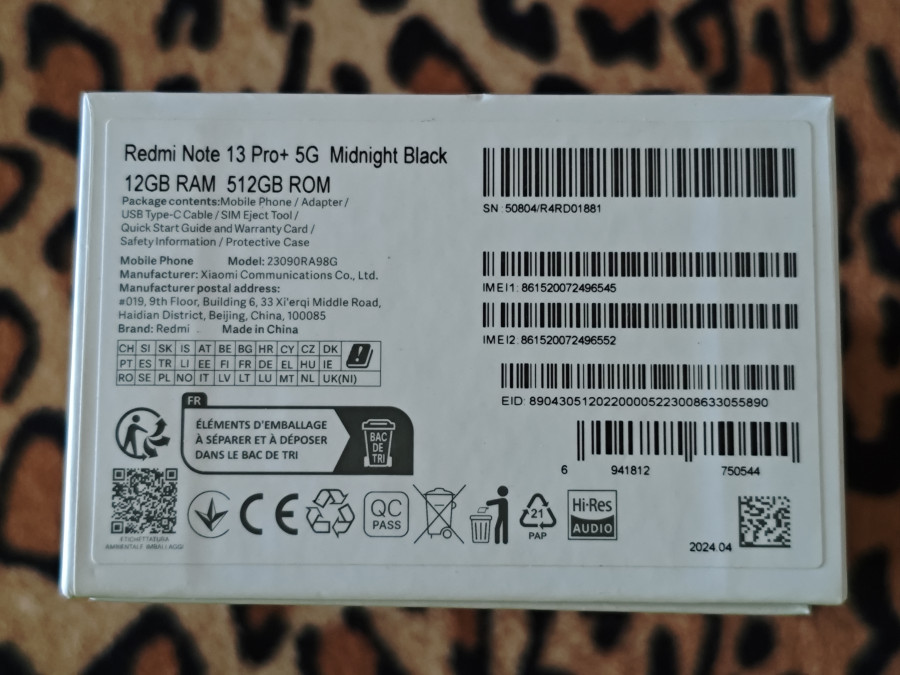 Redmi Note 13 Pro+ 5G Midnight Black
12GB RAM 512GB ROM
Package contents:Mobile Phone / Adapter/
USB Type-C Cable / SIM Eject Tool/
Quick Start Guide and Warranty Card /
Safety Information / Protective Case
Mobile Phone Model: 23090RA98G
Manufacturer: Xiaomi Communications Co., Ltd.
Manufacturer postal address:
#019, 9th Floor, Building 6, 33 Xi'erqi Middle Road,
Haidian District, Beijing, China, 100085
Brand: Redmi . Made in China
CH SI SK IS AT BE BG HR CY CZ DK
PT ES TR LI EE FI FR DE EL HU IE
RO SE PL NO IT LV LT LU MT NL UK(NI)
FR
ÉLÉMENTS D'EMBALLAGE
À SÉPARER ET À DÉPOSER
DANS LE BAC DE TRI
BAC
DE
TRI
ETICHETTATURA
AMBIENTALE IMBALLAGGI
CE
QC
PASS
21
PAP
Hi-Res
AUDIO
SN:50804/R4RD01881
IMEI1:861520072496545
IMEI2:861520072496552
EID:89043051202200005223008633055890
6 941812 750544
2024.04